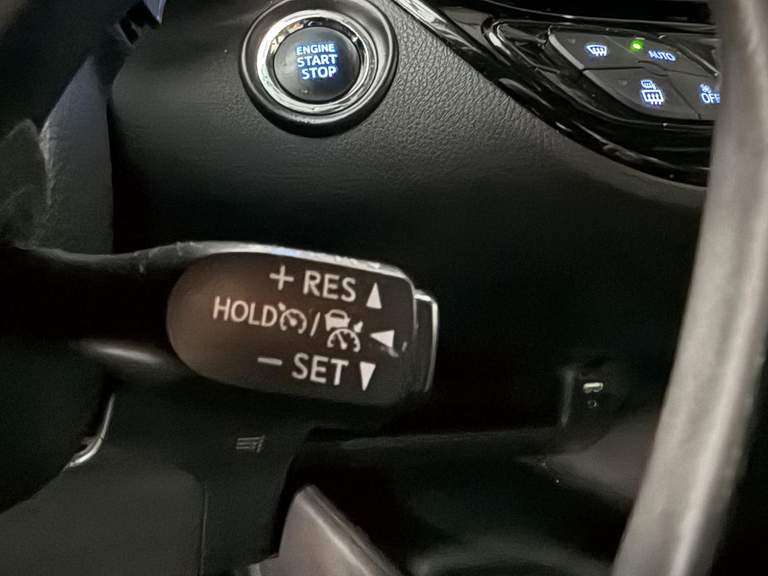 ENGINE
START
STOP
AUTO
OFF
+ RES ▲
HOLD / ◀
− SET ▼